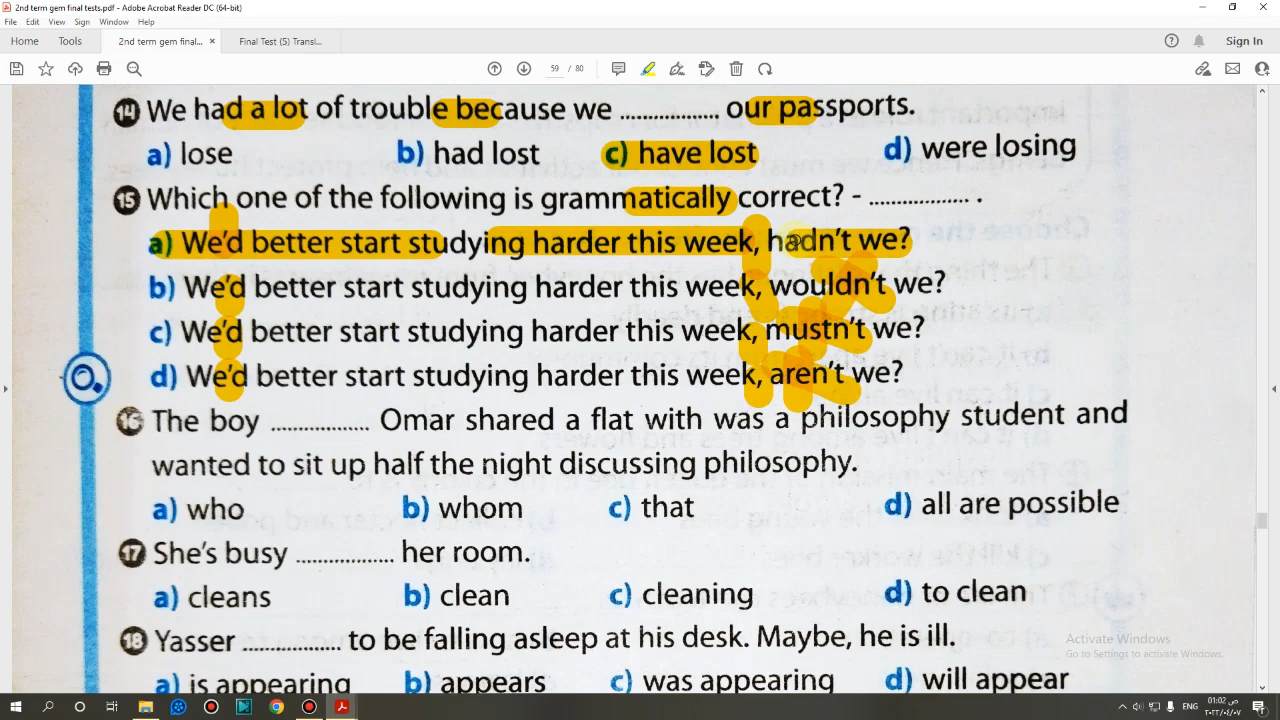 2nd term gem final tests.pdf - Adobe Acrobat Reader DC (64-bit)
File Edit View Sign Window Help
Home Tools 2nd term gem final... × Final Test (5) Transl... Sign In
59 / 80
14 We had a lot of trouble because we .................. our passports.
a) lose b) had lost c) have lost d) were losing
15 Which one of the following is grammatically correct? - .................. .
a) We'd better start studying harder this week, hadn't we?
b) We'd better start studying harder this week, wouldn't we?
c) We'd better start studying harder this week, mustn't we?
d) We'd better start studying harder this week, aren't we?
16 The boy .................. Omar shared a flat with was a philosophy student and
wanted to sit up half the night discussing philosophy.
a) who b) whom c) that d) all are possible
17 She's busy .................. her room.
a) cleans b) clean c) cleaning d) to clean
18 Yasser .................. to be falling asleep at his desk. Maybe, he is ill.
a) is appearing b) appears c) was appearing d) will appear
Activate Windows
Go to Settings to activate Windows.
ENG 01:02 ص